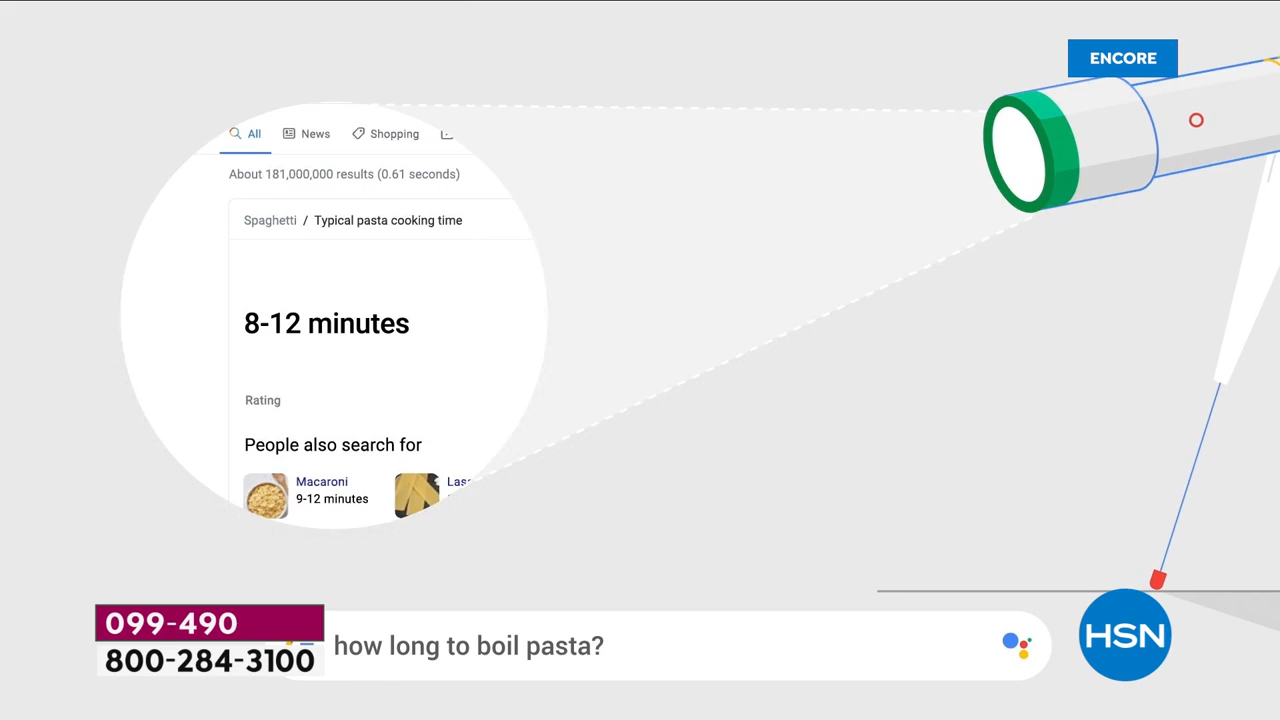 ENCORE
All News Shopping
About 181,000,000 results (0.61 seconds)
Spaghetti / Typical pasta cooking time
8-12 minutes
Rating
People also search for
Macaroni
9-12 minutes
099-490
800-284-3100
how long to boil pasta?
HSN